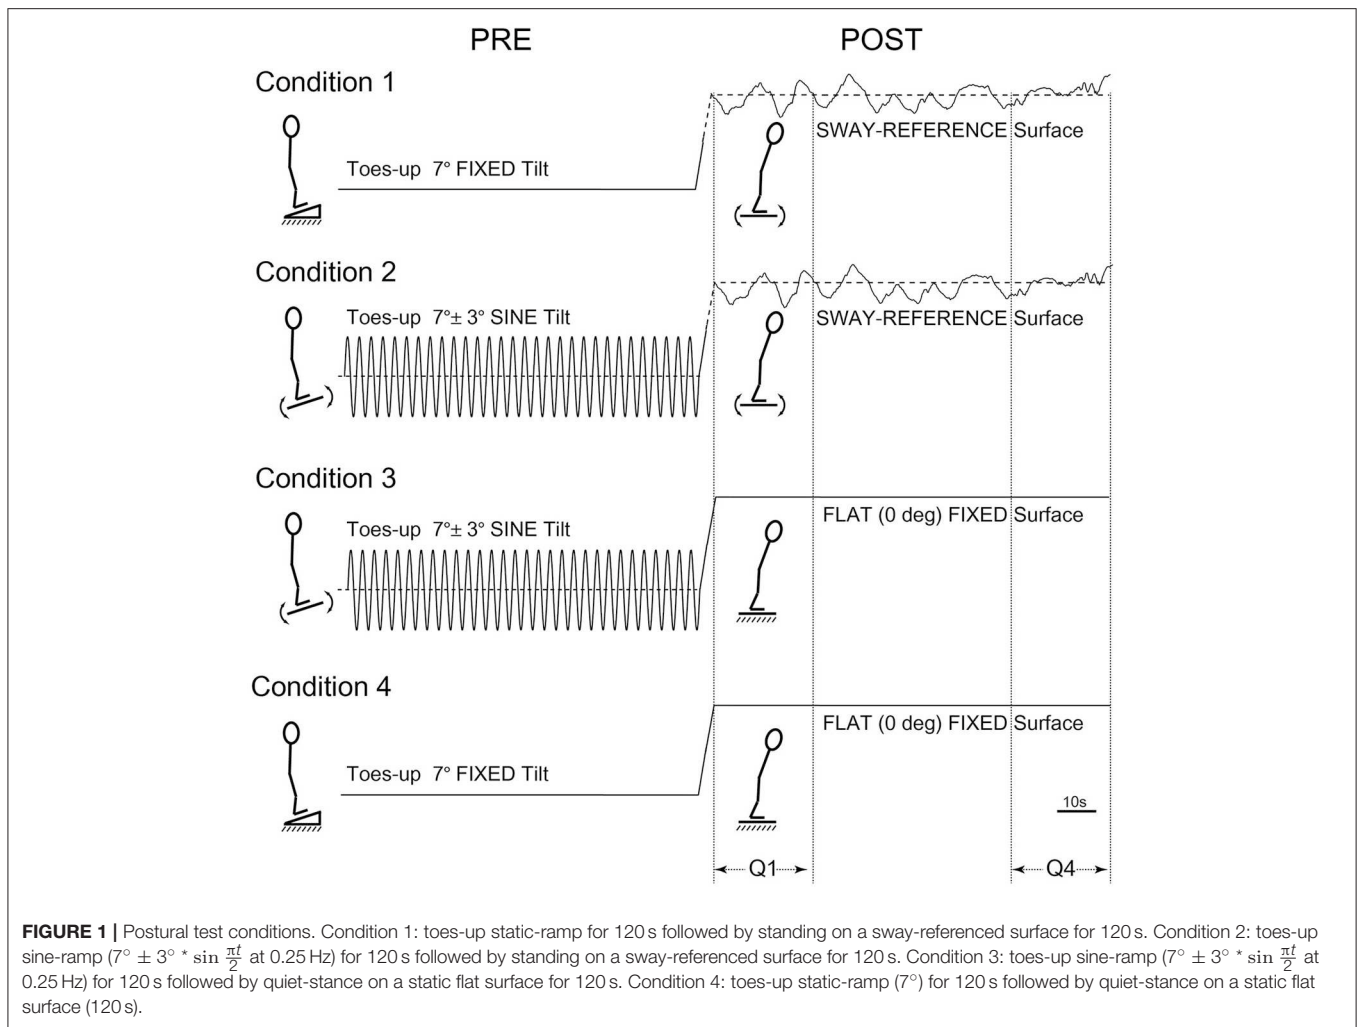 PRE
POST
Condition 1
Toes-up 7° FIXED Tilt
SWAY-REFERENCE Surface
Condition 2
Toes-up 7°± 3° SINE Tilt
SWAY-REFERENCE Surface
Condition 3
Toes-up 7°± 3° SINE Tilt
FLAT (0 deg) FIXED Surface
Condition 4
Toes-up 7° FIXED Tilt
FLAT (0 deg) FIXED Surface
10s
Q1
Q4
FIGURE 1 | Postural test conditions. Condition 1: toes-up static-ramp for 120 s followed by standing on a sway-referenced surface for 120 s. Condition 2: toes-up
sine-ramp (7° ± 3° * sin πt/2 at 0.25 Hz) for 120 s followed by standing on a sway-referenced surface for 120 s. Condition 3: toes-up sine-ramp (7° ± 3° * sin πt/2 at
0.25 Hz) for 120 s followed by quiet-stance on a static flat surface for 120 s. Condition 4: toes-up static-ramp (7°) for 120 s followed by quiet-stance on a static flat
surface (120 s).